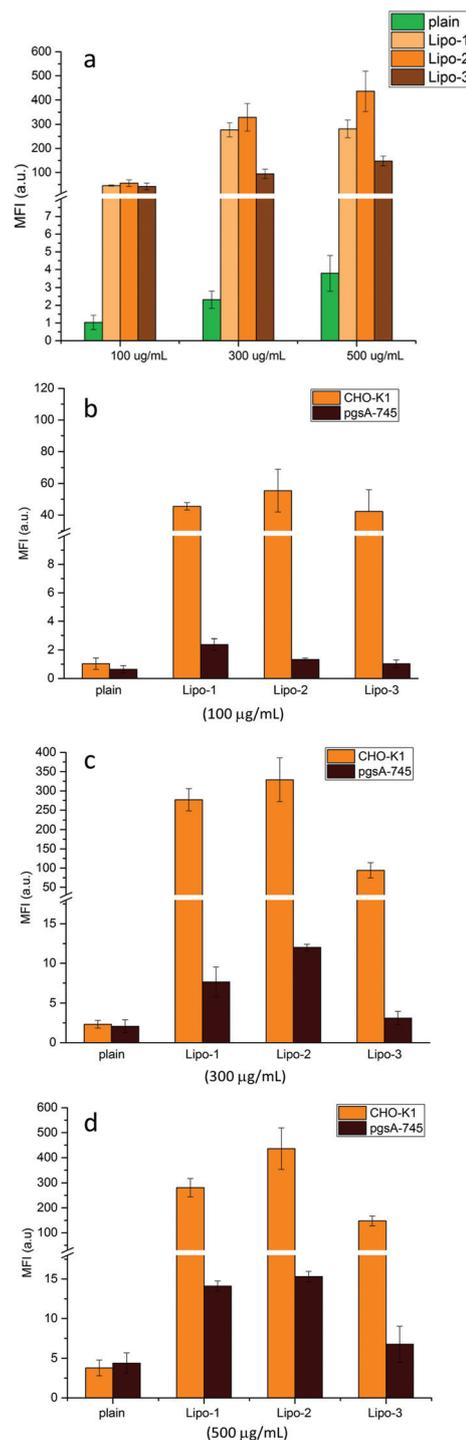 plain
Lipo-1
Lipo-2
Lipo-3
a
600
500
400
300
200
100
7
6
5
4
3
2
1
0
MFI (a.u.)
100 ug/mL 300 ug/mL 500 ug/mL
b
CHO-K1
pgsA-745
120
100
80
60
40
8
6
4
2
0
MFI (a.u.)
plain Lipo-1 Lipo-2 Lipo-3
(100 µg/mL)
c
CHO-K1
pgsA-745
400
350
300
250
200
150
100
50
15
10
5
0
MFI (a.u.)
plain Lipo-1 Lipo-2 Lipo-3
(300 µg/mL)
d
CHO-K1
pgsA-745
600
500
400
300
200
100
15
10
5
0
MFI (a.u)
plain Lipo-1 Lipo-2 Lipo-3
(500 µg/mL)